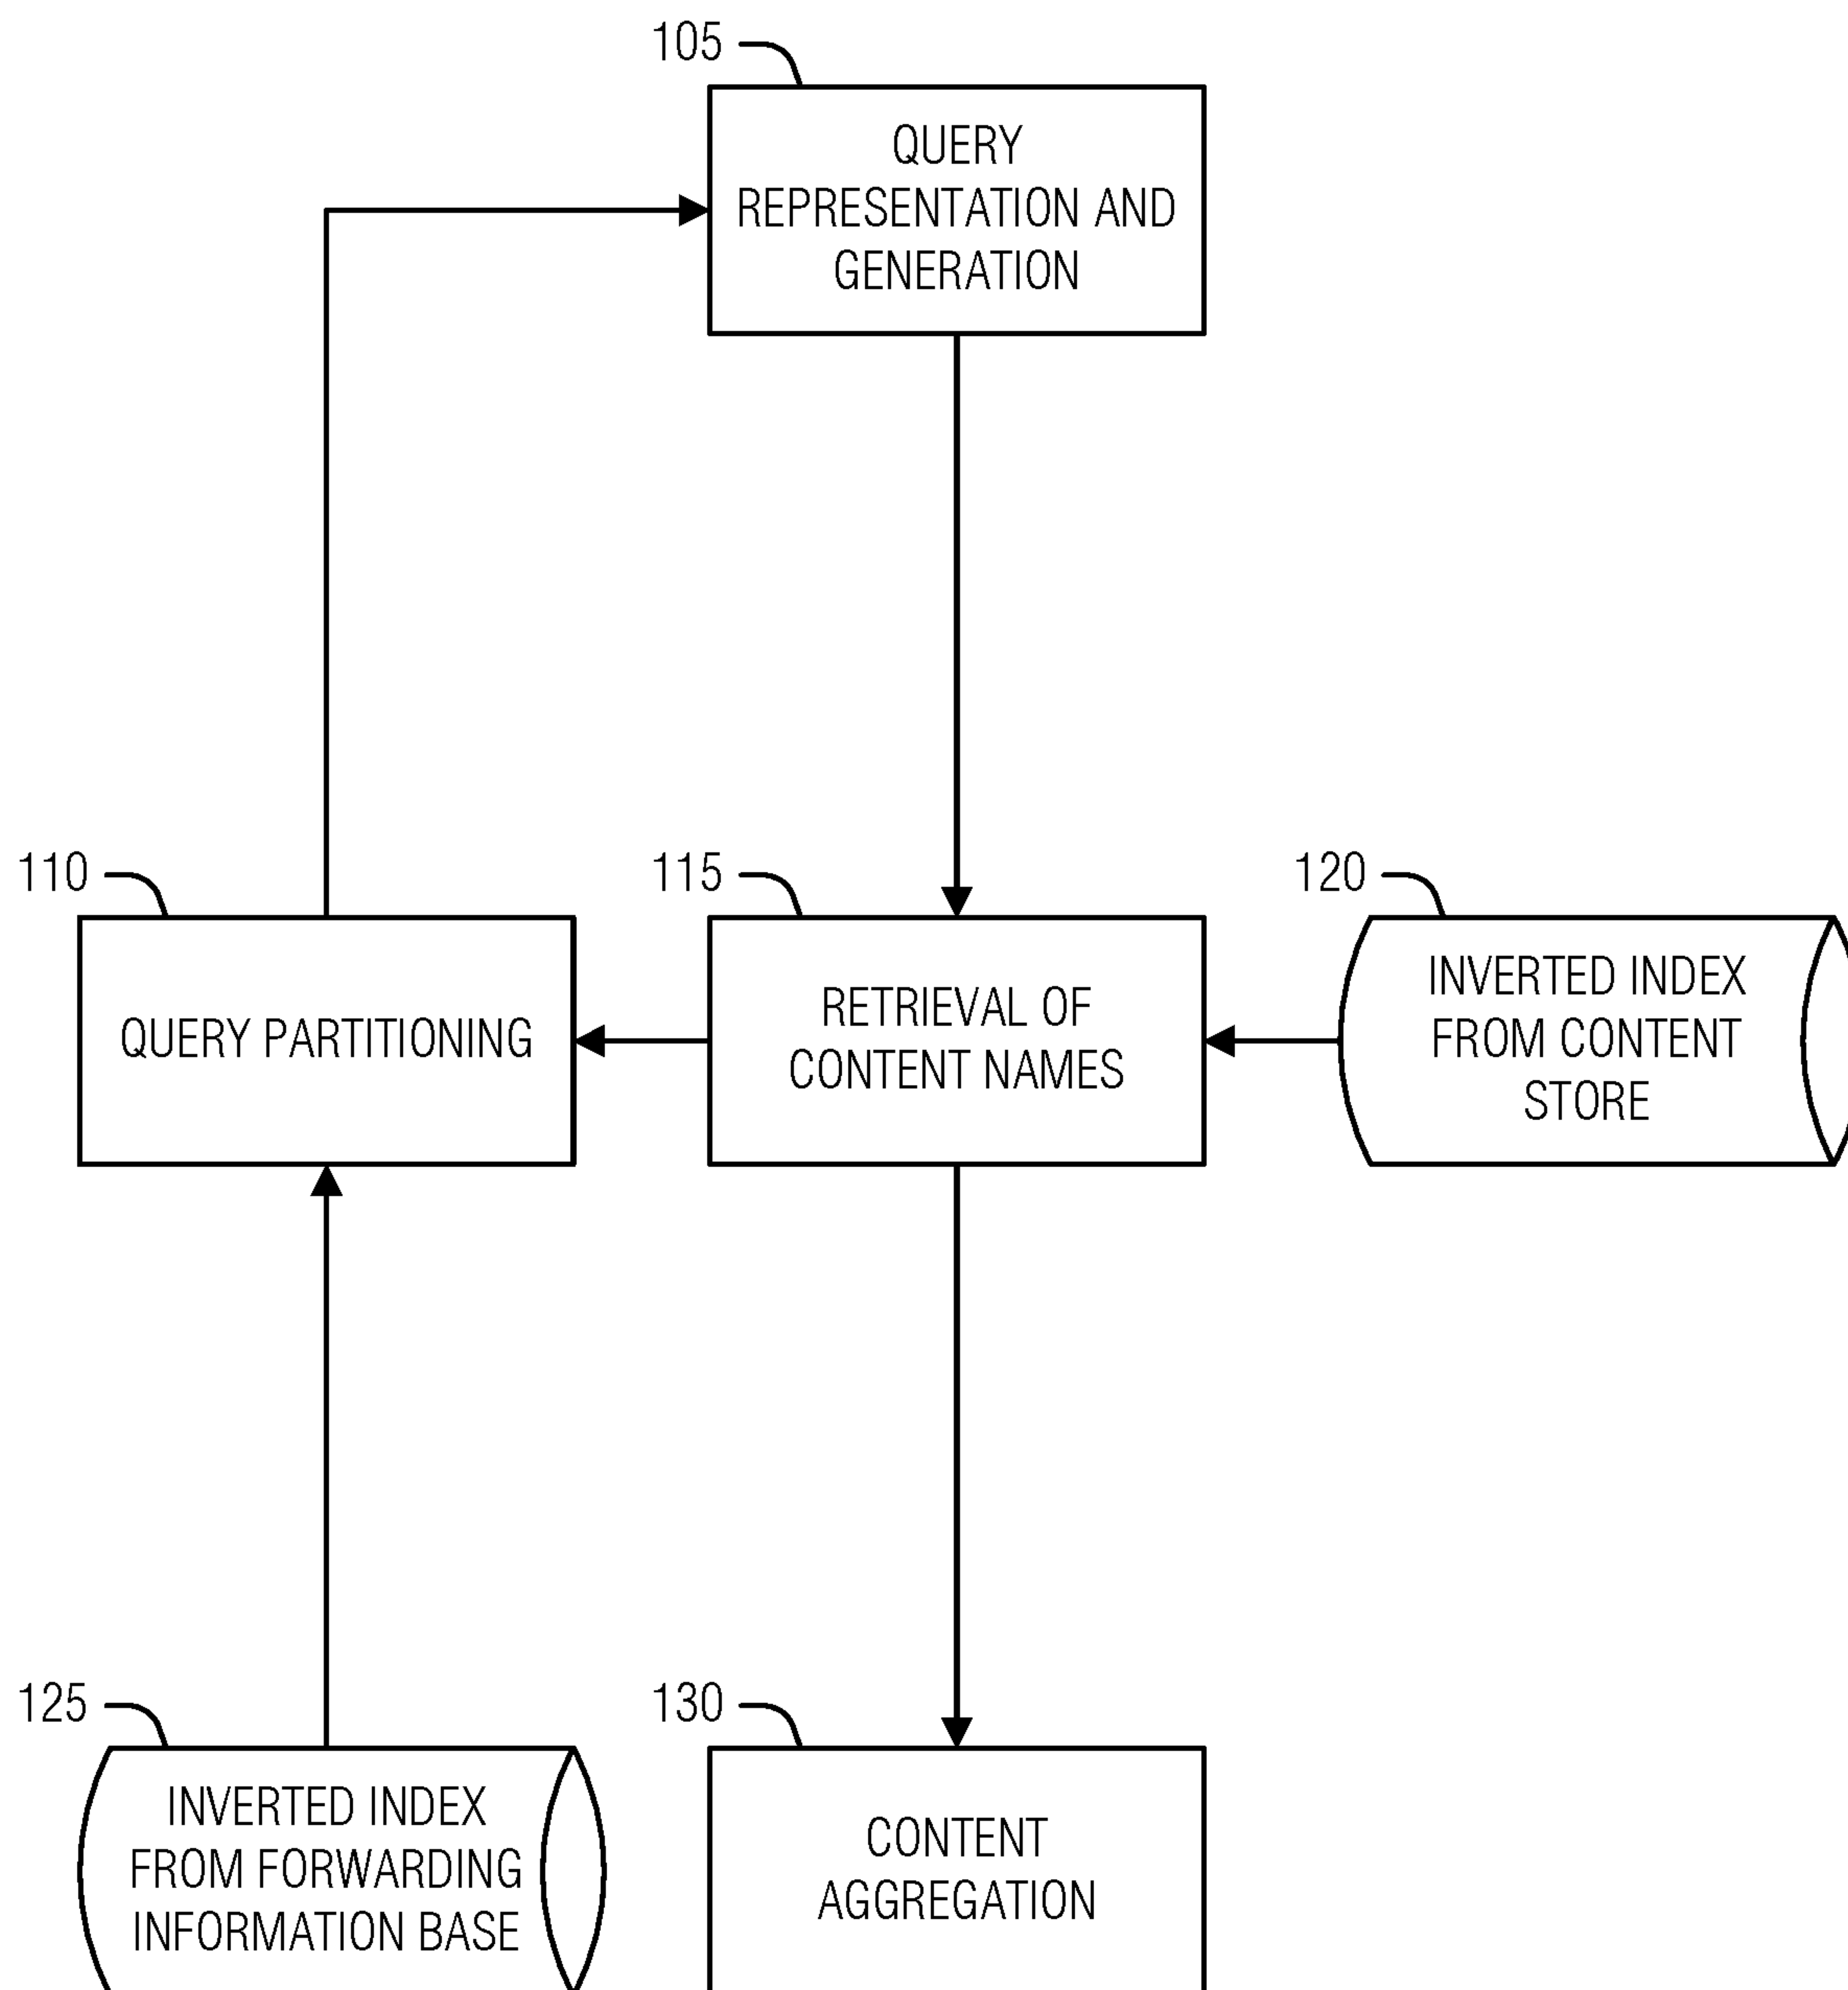 105
QUERY
REPRESENTATION AND
GENERATION
110
QUERY PARTITIONING
115
RETRIEVAL OF
CONTENT NAMES
120
INVERTED INDEX
FROM CONTENT
STORE
125
INVERTED INDEX
FROM FORWARDING
INFORMATION BASE
130
CONTENT
AGGREGATION